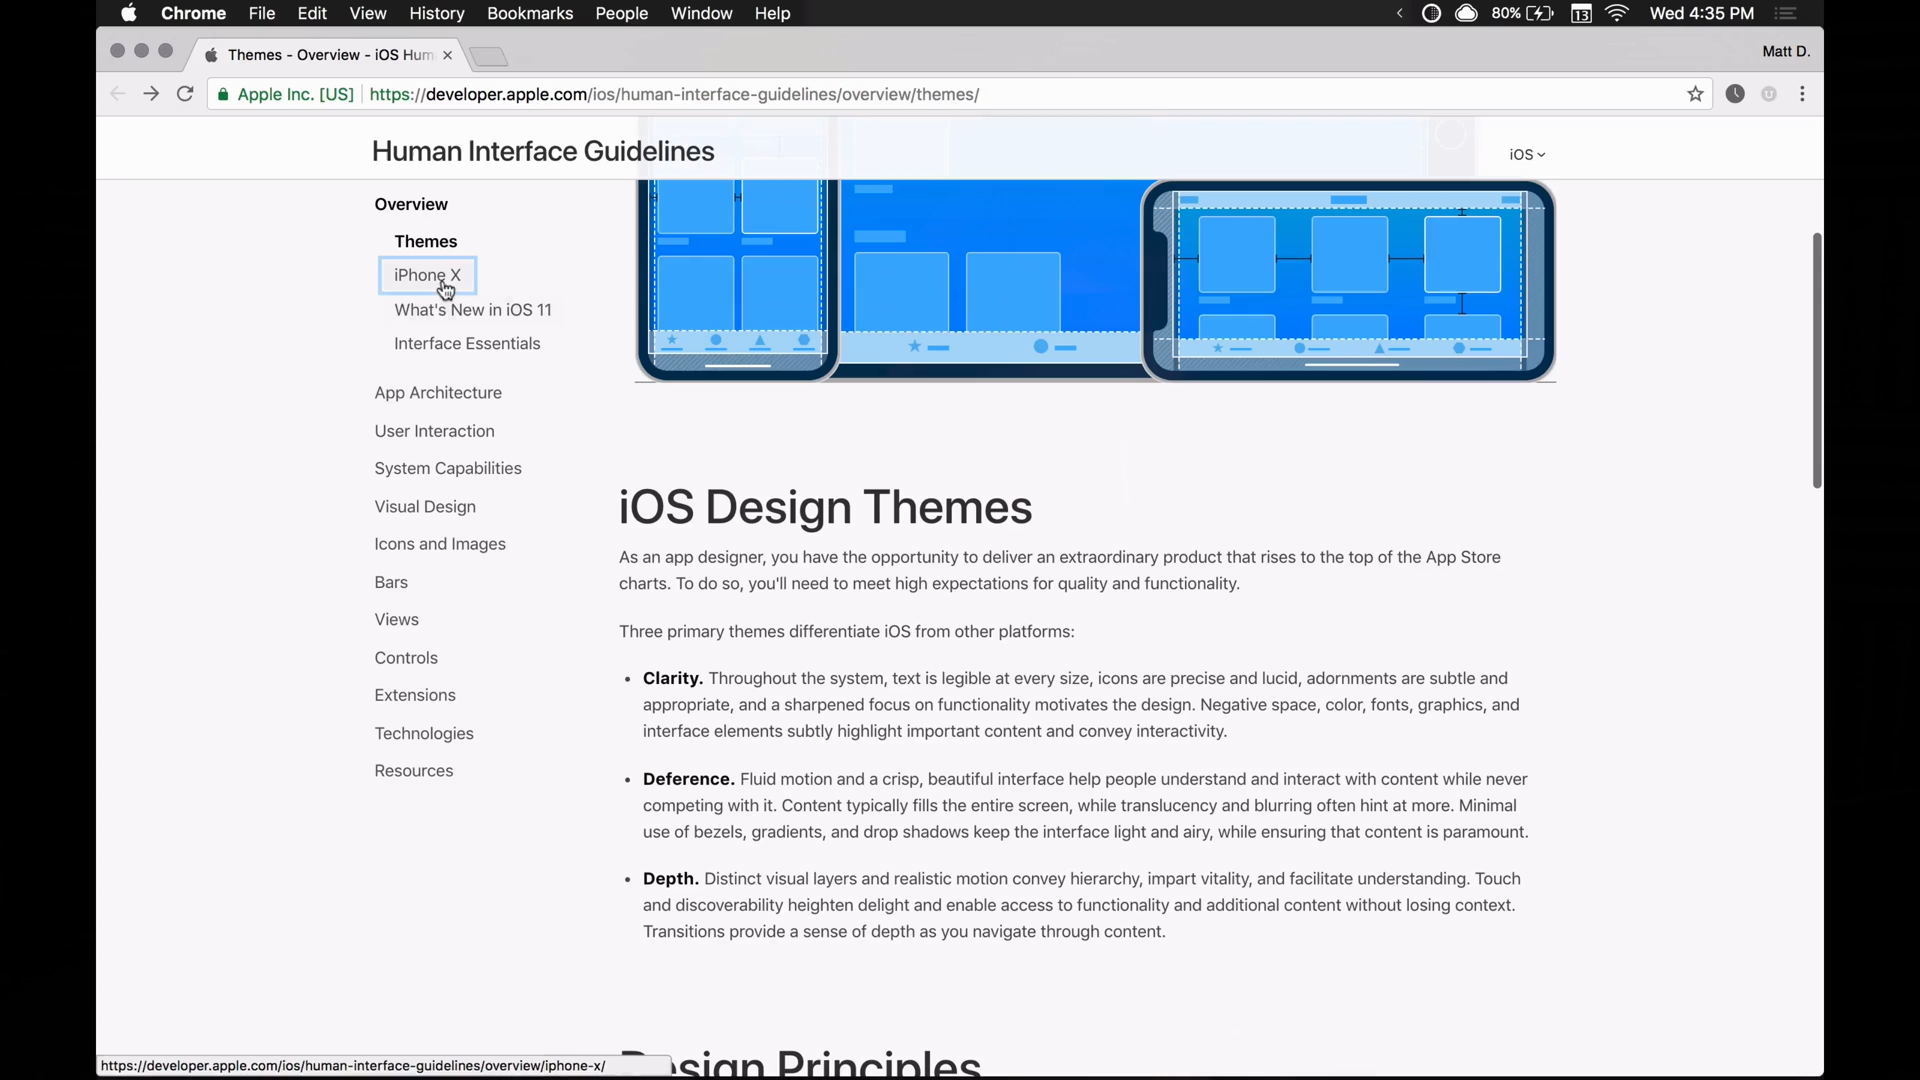 Chrome File Edit View History Bookmarks People Window Help 80% 13 Wed 4:35 PM
Themes - Overview - iOS Hum Matt D.
Apple Inc. [US] https://developer.apple.com/ios/human-interface-guidelines/overview/themes/
Human Interface Guidelines iOS
Overview
Themes
iPhone X
What's New in iOS 11
Interface Essentials
App Architecture
User Interaction
System Capabilities
Visual Design
Icons and Images
Bars
Views
Controls
Extensions
Technologies
Resources
iOS Design Themes
As an app designer, you have the opportunity to deliver an extraordinary product that rises to the top of the App Store
charts. To do so, you'll need to meet high expectations for quality and functionality.
Three primary themes differentiate iOS from other platforms:
• Clarity. Throughout the system, text is legible at every size, icons are precise and lucid, adornments are subtle and
appropriate, and a sharpened focus on functionality motivates the design. Negative space, color, fonts, graphics, and
interface elements subtly highlight important content and convey interactivity.
• Deference. Fluid motion and a crisp, beautiful interface help people understand and interact with content while never
competing with it. Content typically fills the entire screen, while translucency and blurring often hint at more. Minimal
use of bezels, gradients, and drop shadows keep the interface light and airy, while ensuring that content is paramount.
• Depth. Distinct visual layers and realistic motion convey hierarchy, impart vitality, and facilitate understanding. Touch
and discoverability heighten delight and enable access to functionality and additional content without losing context.
Transitions provide a sense of depth as you navigate through content.
Design Principles
https://developer.apple.com/ios/human-interface-guidelines/overview/iphone-x/